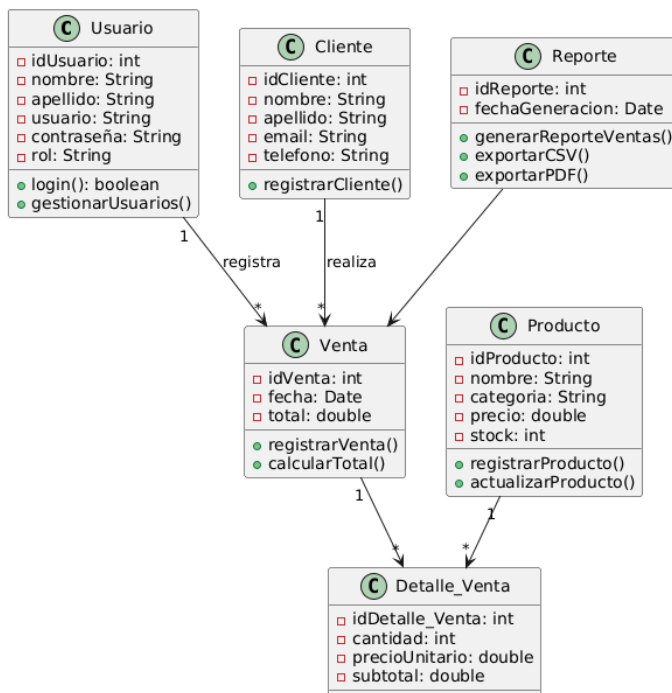 C Usuario
idUsuario: int
nombre: String
apellido: String
usuario: String
contraseña: String
rol: String
login(): boolean
gestionarUsuarios()
C Cliente
idCliente: int
nombre: String
apellido: String
email: String
telefono: String
registrarCliente()
C Reporte
idReporte: int
fechaGeneracion: Date
generarReporteVentas()
exportarCSV()
exportarPDF()
1
registra
*
1
realiza
*
C Venta
idVenta: int
fecha: Date
total: double
registrarVenta()
calcularTotal()
C Producto
idProducto: int
nombre: String
categoria: String
precio: double
stock: int
registrarProducto()
actualizarProducto()
1
*
1
*
C Detalle_Venta
idDetalle_Venta: int
cantidad: int
precioUnitario: double
subtotal: double